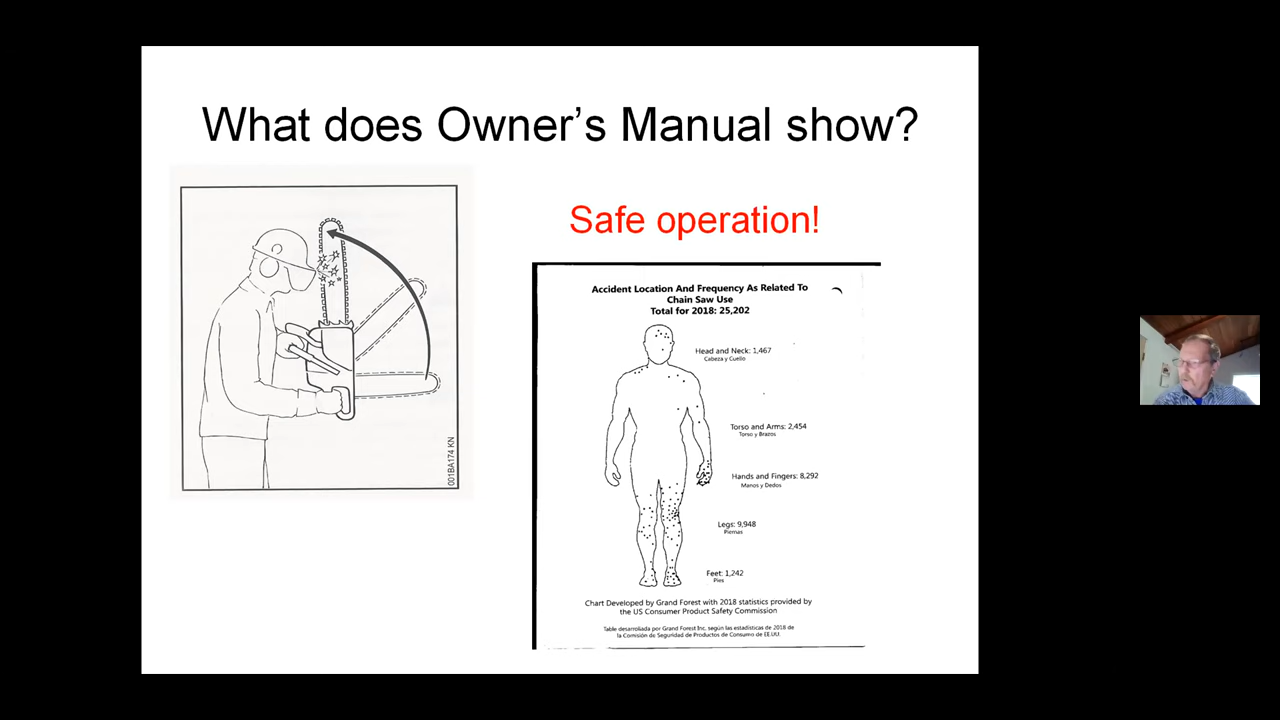 What does Owner’s Manual show?
001BA174 KN
Safe operation!
Accident Location And Frequency As Related To
Chain Saw Use
Total for 2018: 25,202
Head and Neck: 1,467
Cabeza y Cuello
Torso and Arms: 2,454
Torso y Brazos
Hands and Fingers: 8,292
Manos y Dedos
Legs: 9,948
Piernas
Feet: 1,242
Pies
Chart Developed by Grand Forest with 2018 statistics provided by
the US Consumer Product Safety Commission
Table desarroliada por Grand Forest Inc. según las estadísticas de 2018 de
la Comisión de Seguridad de Productos de Consumo de EE.UU.